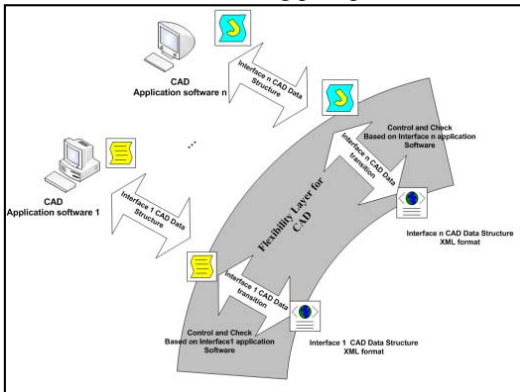 CAD
Application software n
Interface n CAD Data
Structure
...
CAD
Application software 1
Interface 1 CAD Data
Structure
Control and Check
Based on Interface n application
Software
Interface n CAD Data
transition
Flexibility Layer for
CAD
Interface n CAD Data Structure
XML format
Interface 1 CAD Data
transition
Control and Check
Based on Interface1 application
Software
Interface 1 CAD Data Structure
XML format